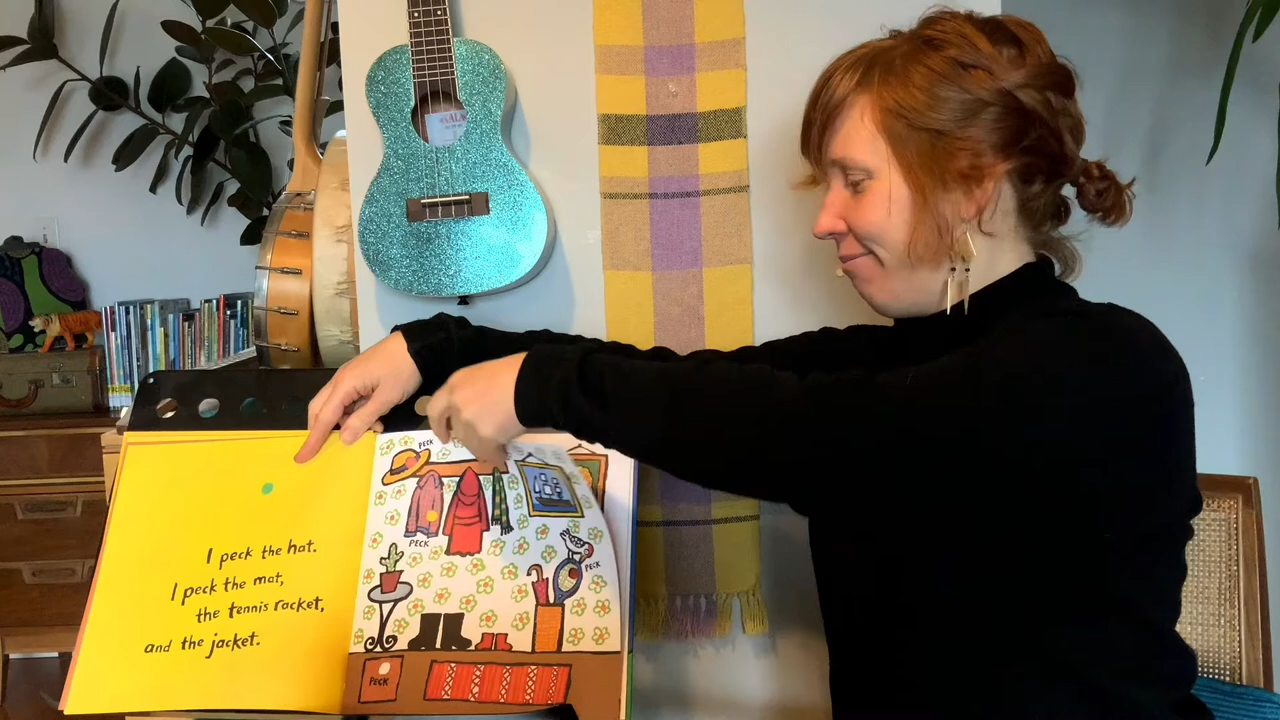 I peck the hat.
I peck the mat,
the tennis racket,
and the jacket.
PECK
PECK
PECK
PECK